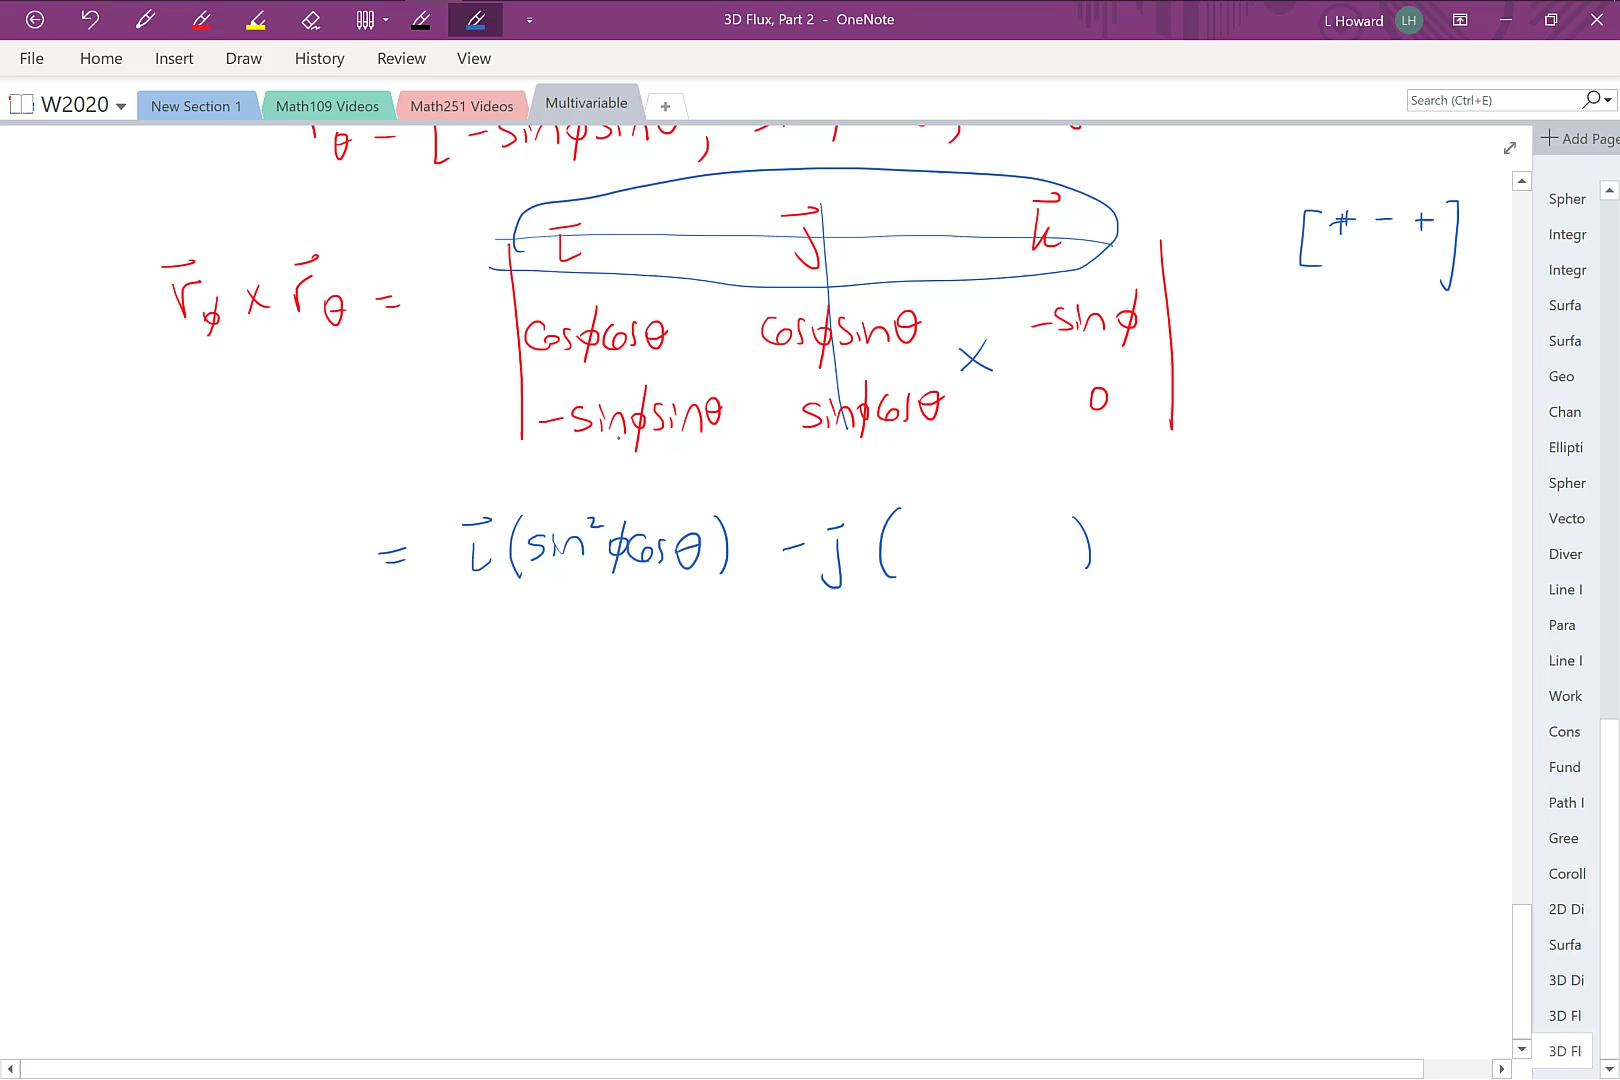 3D Flux, Part 2 - OneNote
L Howard LH
File Home Insert Draw History Review View
W2020 New Section 1 Math109 Videos Math251 Videos Multivariable +
Search (Ctrl+E)
+ Add Page
θ = [-sinϕsinθ,
i⃗ j⃗ k⃗ [+ - +]
r⃗ϕ × r⃗θ =
cosϕcosθ cosϕsinθ × -sinϕ
-sinϕsinθ sinϕcosθ 0
= i⃗(sin²ϕcosθ) - j⃗( )
Spher
Integr
Integr
Surfa
Surfa
Geo
Chan
Ellipti
Spher
Vecto
Diver
Line I
Para
Line I
Work
Cons
Fund
Path I
Gree
Coroll
2D Di
Surfa
3D Di
3D Fl
3D Fl